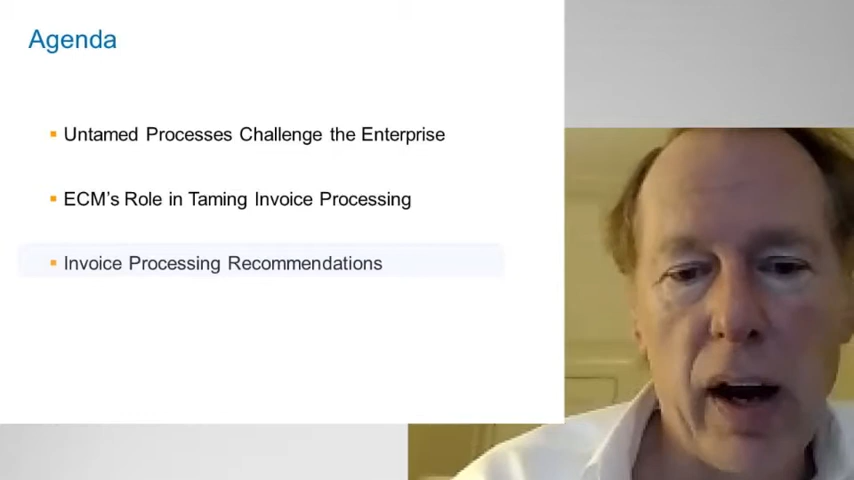 Agenda
Untamed Processes Challenge the Enterprise
ECM's Role in Taming Invoice Processing
Invoice Processing Recommendations